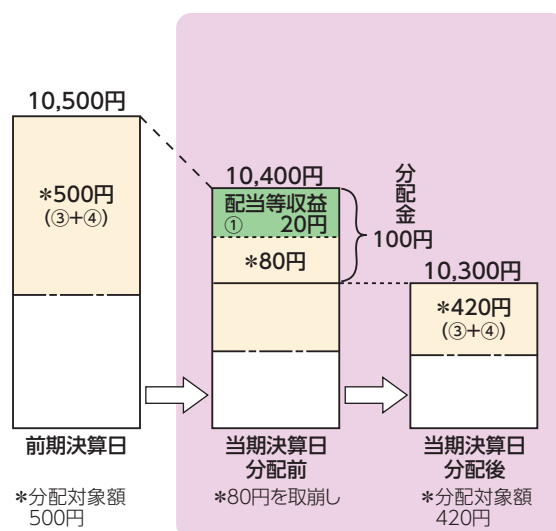 10,500円
＊500円
(③+④)
前期決算日
＊分配対象額
500円
10,400円
配当等収益
① 20円
＊80円
分配金
100円
当期決算日
分配前
＊80円を取崩し
10,300円
＊420円
(③+④)
当期決算日
分配後
＊分配対象額
420円